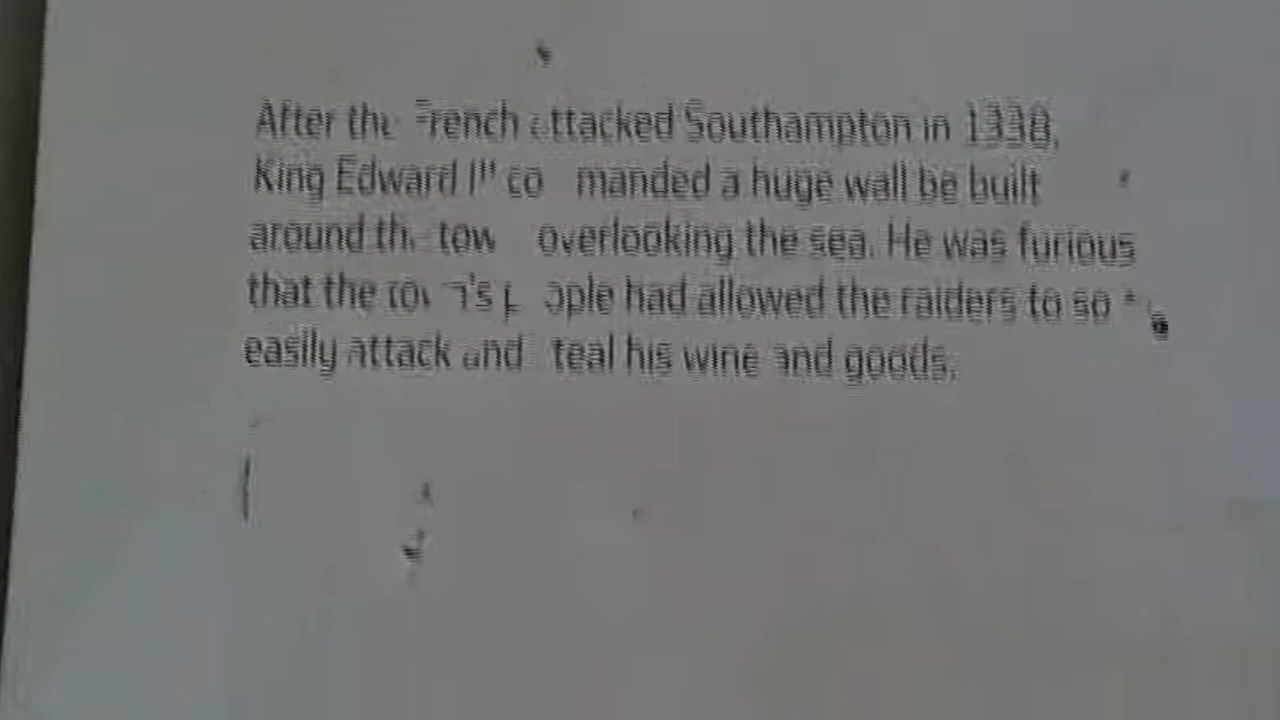 After the French attacked Southampton in 1338,
King Edward III commanded a huge wall be built
around the town overlooking the sea. He was furious
that the town's people had allowed the raiders to so
easily attack and steal his wine and goods.